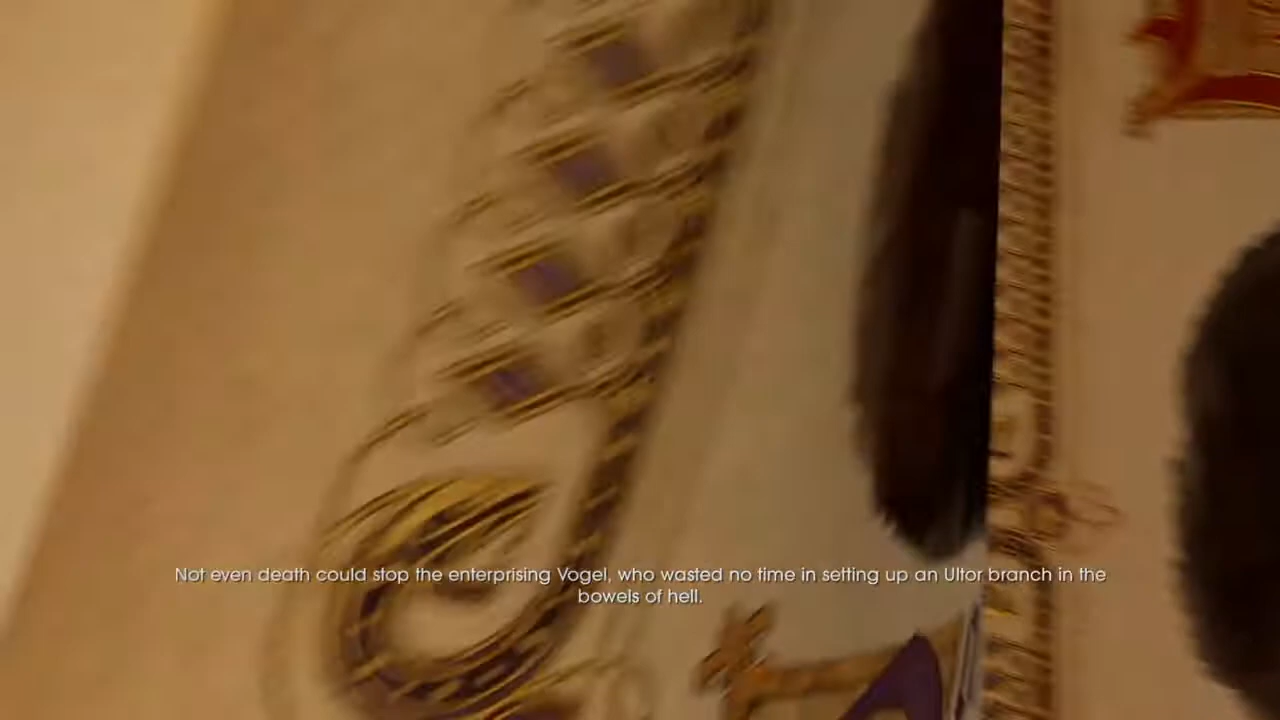 Not even death could stop the enterprising Vogel, who wasted no time in setting up an Ultor branch in the
bowels of hell.